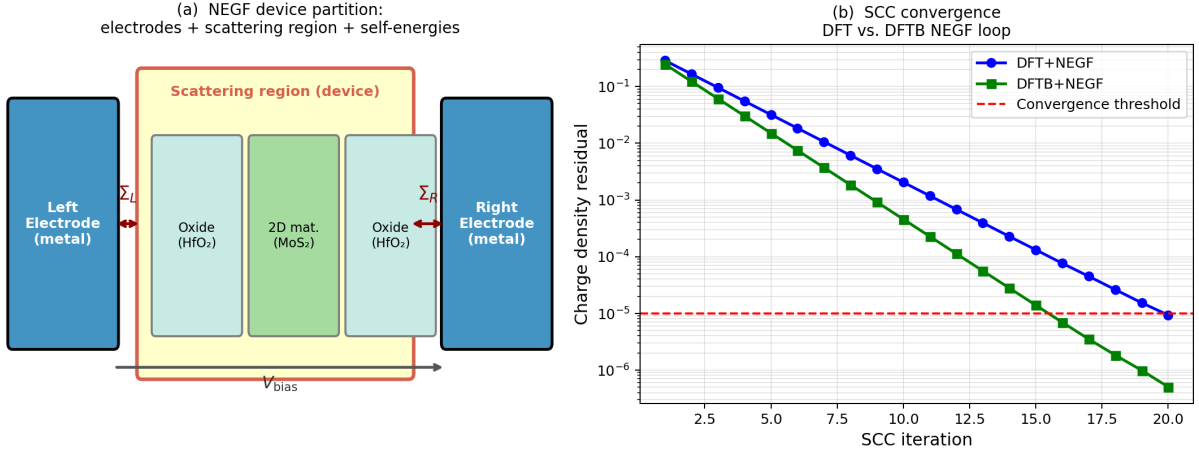 (a)  NEGF device partition:
electrodes + scattering region + self-energies
Scattering region (device)
Left
Electrode
(metal)
Σ_L
Oxide
(HfO₂)
2D mat.
(MoS₂)
Oxide
(HfO₂)
Σ_R
Right
Electrode
(metal)
V_bias
(b)  SCC convergence
DFT vs. DFTB NEGF loop
DFT+NEGF
DFTB+NEGF
Convergence threshold
Charge density residual
10⁻¹
10⁻²
10⁻³
10⁻⁴
10⁻⁵
10⁻⁶
2.5 5.0 7.5 10.0 12.5 15.0 17.5 20.0
SCC iteration